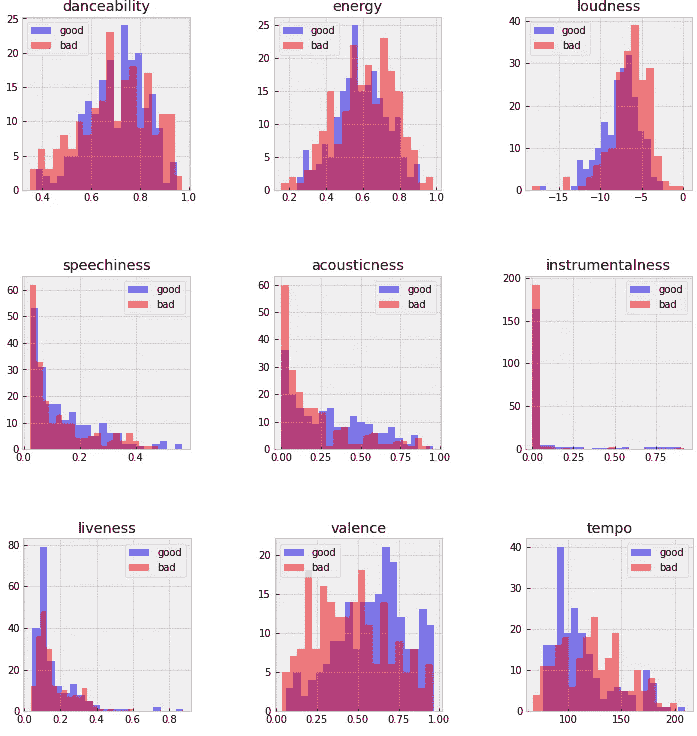 danceability energy loudness
good bad
good bad
good bad
25 20 15 10 5 0
0.4 0.6 0.8 1.0
25 20 15 10 5 0
0.2 0.4 0.6 0.8 1.0
40 30 20 10 0
−15 −10 −5 0
speechiness acousticness instrumentalness
good bad
good bad
good bad
60 50 40 30 20 10 0
0.0 0.2 0.4
60 50 40 30 20 10 0
0.00 0.25 0.50 0.75 1.00
200 150 100 50 0
0.00 0.25 0.50 0.75
liveness valence tempo
good bad
good bad
good bad
80 60 40 20 0
0.0 0.2 0.4 0.6 0.8
20 15 10 5 0
0.00 0.25 0.50 0.75 1.00
40 30 20 10 0
100 150 200